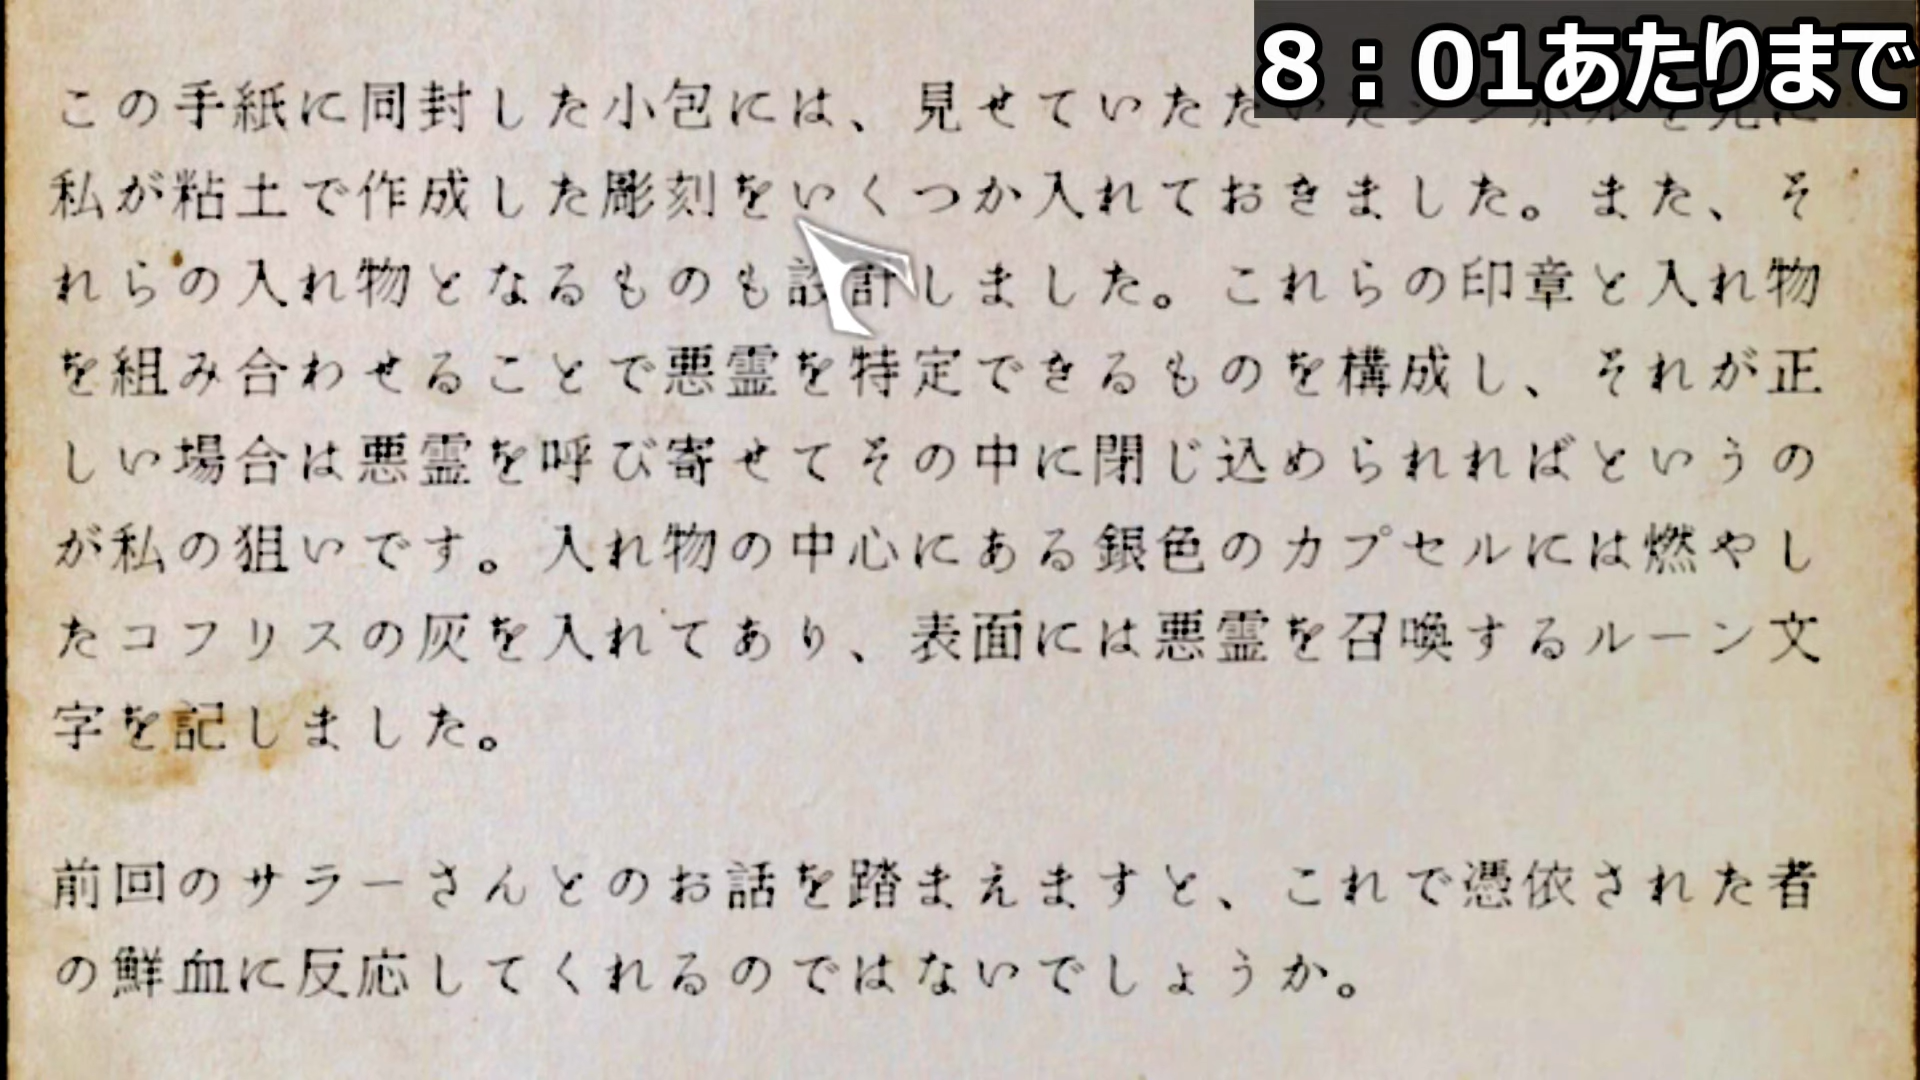 8：01あたりまで
この手紙に同封した小包には、見せていただいたシンボルを元に
私が粘土で作成した彫刻をいくつか入れておきました。また、そ
れらの入れ物となるものも設計しました。これらの印章と入れ物
を組み合わせることで悪霊を特定できるものを構成し、それが正
しい場合は悪霊を呼び寄せてその中に閉じ込められればというの
が私の狙いです。入れ物の中心にある銀色のカプセルには燃やし
たコフリスの灰を入れてあり、表面には悪霊を召喚するルーン文
字を記しました。
前回のサラーさんとのお話を踏まえますと、これで憑依された者
の鮮血に反応してくれるのではないでしょうか。